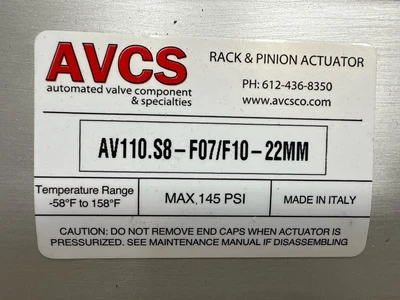 AVCS
automated valve component
& specialties
RACK & PINION ACTUATOR
PH: 612-436-8350
www.avcsco.com
AV110.S8-F07/F10-22MM
Temperature Range
-58°F to 158°F
MAX, 145 PSI
MADE IN ITALY
CAUTION: DO NOT REMOVE END CAPS WHEN ACTUATOR IS
PRESSURIZED. SEE MAINTENANCE MANUAL IF DISASSEMBLING